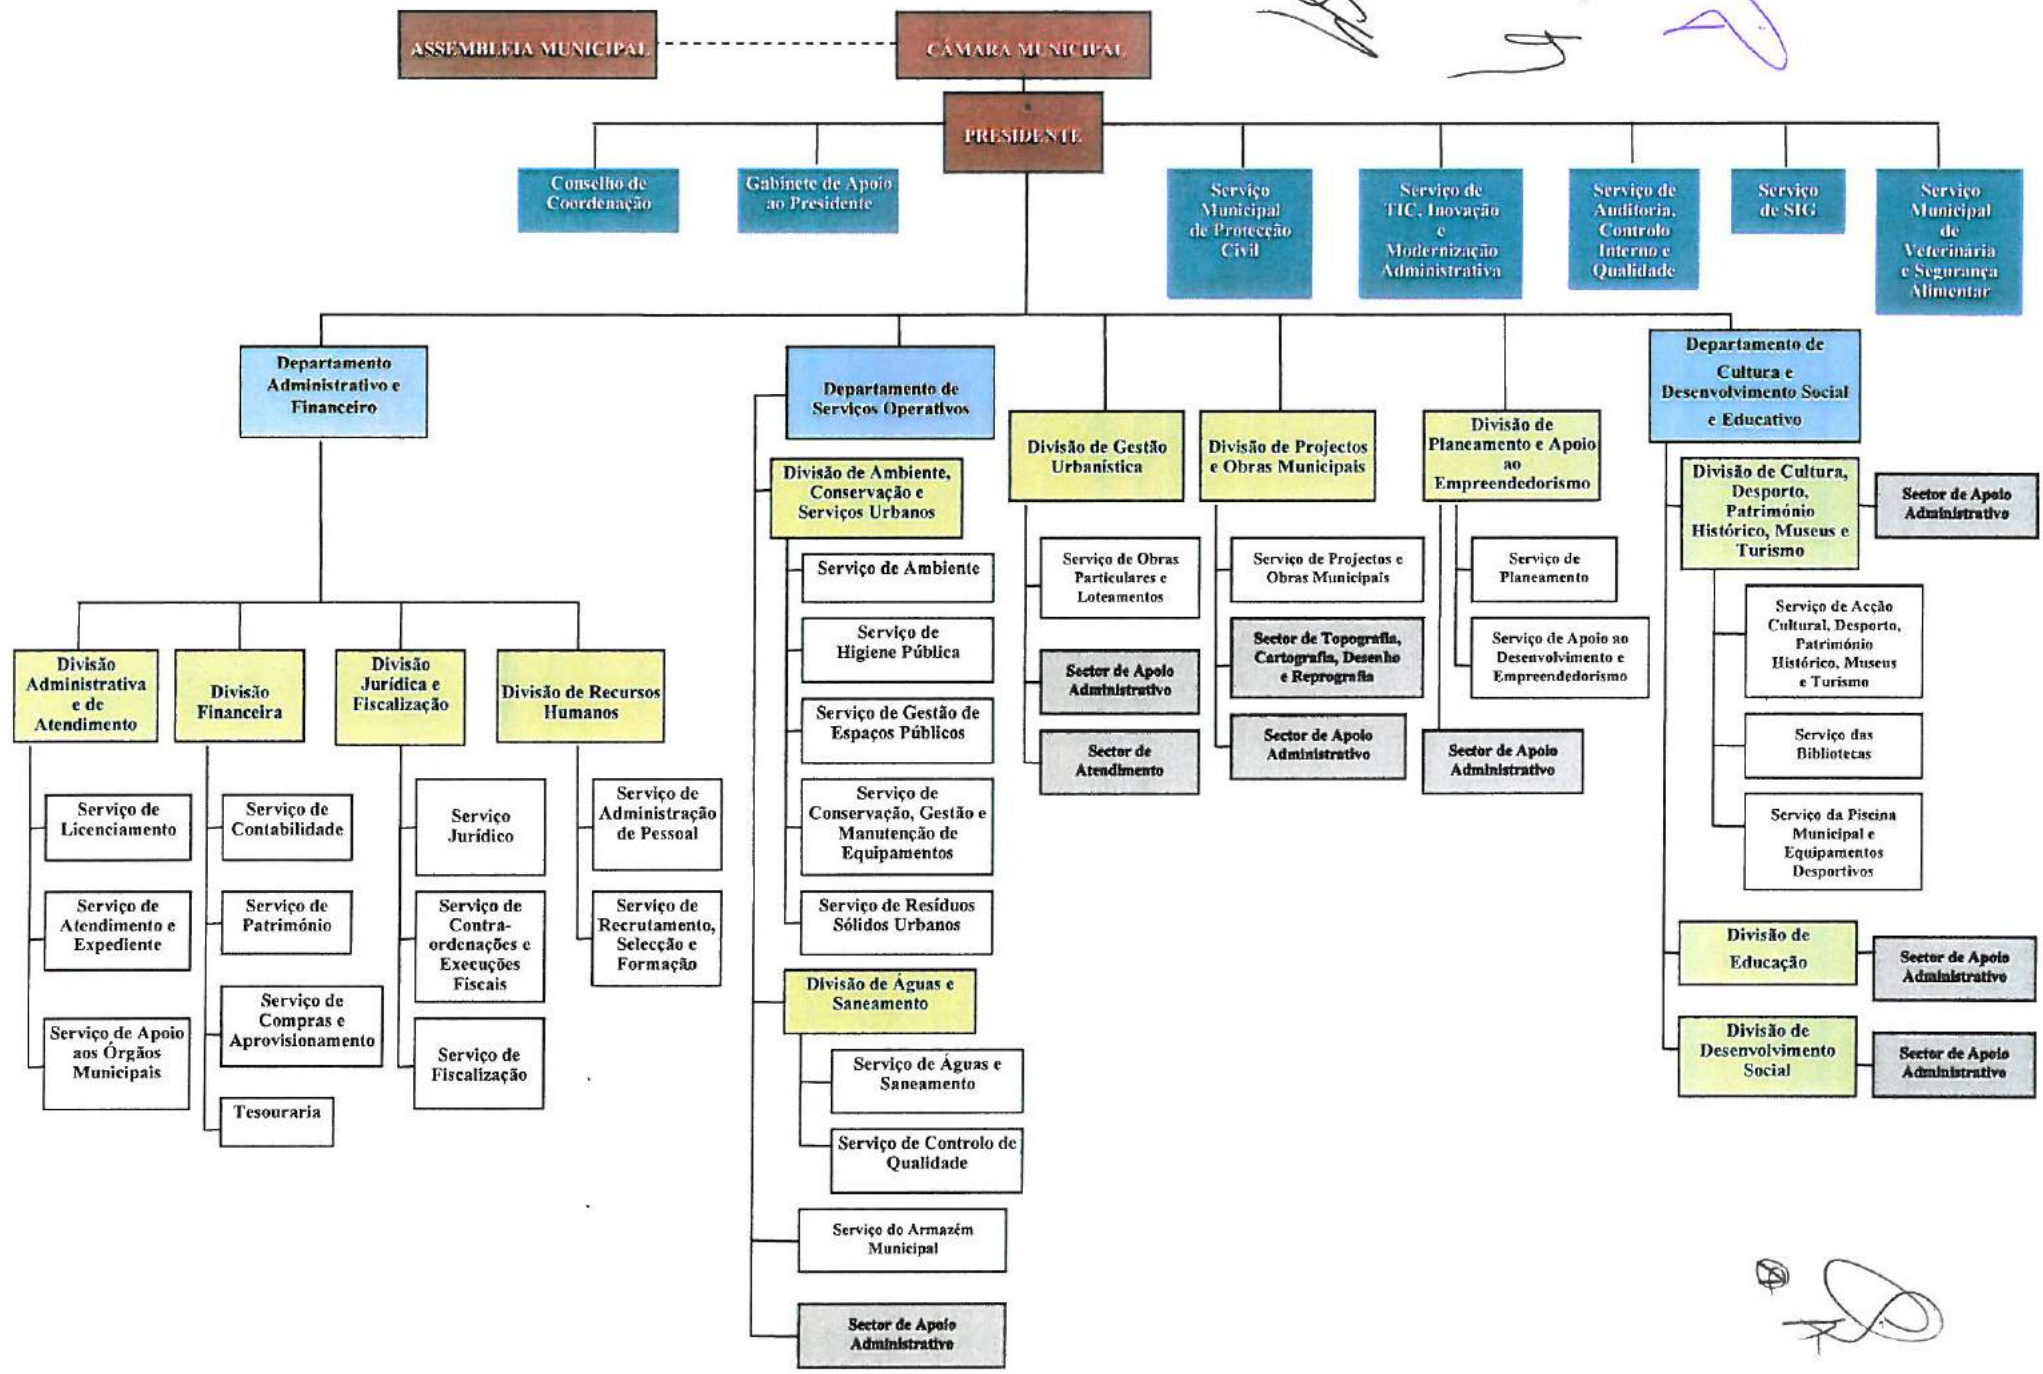 ASSEMBLEIA MUNICIPAL
CÂMARA MUNICIPAL
PRESIDENTE
Conselho de
Coordenação
Gabinete de Apoio
ao Presidente
Serviço
Municipal
de Protecção
Civil
Serviço de
TIC, Inovação
e
Modernização
Administrativa
Serviço de
Auditoria,
Controlo
Interno e
Qualidade
Serviço
de SIG
Serviço
Municipal
de
Veterinária
e Segurança
Alimentar
Departamento
Administrativo e
Financeiro
Divisão
Administrativa
e de
Atendimento
Serviço de
Licenciamento
Serviço de
Atendimento e
Expediente
Serviço de Apoio
aos Órgãos
Municipais
Divisão
Financeira
Serviço de
Contabilidade
Serviço de
Património
Serviço de
Compras e
Aprovisionamento
Tesouraria
Divisão
Jurídica e
Fiscalização
Serviço
Jurídico
Serviço de
Contra-
ordenações e
Execuções
Fiscais
Serviço de
Fiscalização
Divisão de Recursos
Humanos
Serviço de
Administração
de Pessoal
Serviço de
Recrutamento,
Selecção e
Formação
Departamento de
Serviços Operativos
Divisão de Ambiente,
Conservação e
Serviços Urbanos
Serviço de Ambiente
Serviço de
Higiene Pública
Serviço de Gestão de
Espaços Públicos
Serviço de
Conservação, Gestão e
Manutenção de
Equipamentos
Serviço de Resíduos
Sólidos Urbanos
Divisão de Águas e
Saneamento
Serviço de Águas e
Saneamento
Serviço de Controlo de
Qualidade
Serviço do Armazém
Municipal
Sector de Apoio
Administrativo
Divisão de Gestão
Urbanística
Serviço de Obras
Particulares e
Loteamentos
Sector de Apoio
Administrativo
Sector de
Atendimento
Divisão de Projectos
e Obras Municipais
Serviço de Projectos e
Obras Municipais
Sector de Topografia,
Cartografia, Desenho
e Reprografia
Sector de Apoio
Administrativo
Divisão de
Planeamento e Apoio
ao
Empreendedorismo
Serviço de
Planeamento
Serviço de Apoio ao
Desenvolvimento e
Empreendedorismo
Sector de Apoio
Administrativo
Departamento de
Cultura e
Desenvolvimento Social
e Educativo
Divisão de Cultura,
Desporto,
Património
Histórico, Museus e
Turismo
Sector de Apoio
Administrativo
Serviço de Acção
Cultural, Desporto,
Património
Histórico, Museus
e Turismo
Serviço das
Bibliotecas
Serviço da Piscina
Municipal e
Equipamentos
Desportivos
Divisão de
Educação
Sector de Apoio
Administrativo
Divisão de
Desenvolvimento
Social
Sector de Apoio
Administrativo